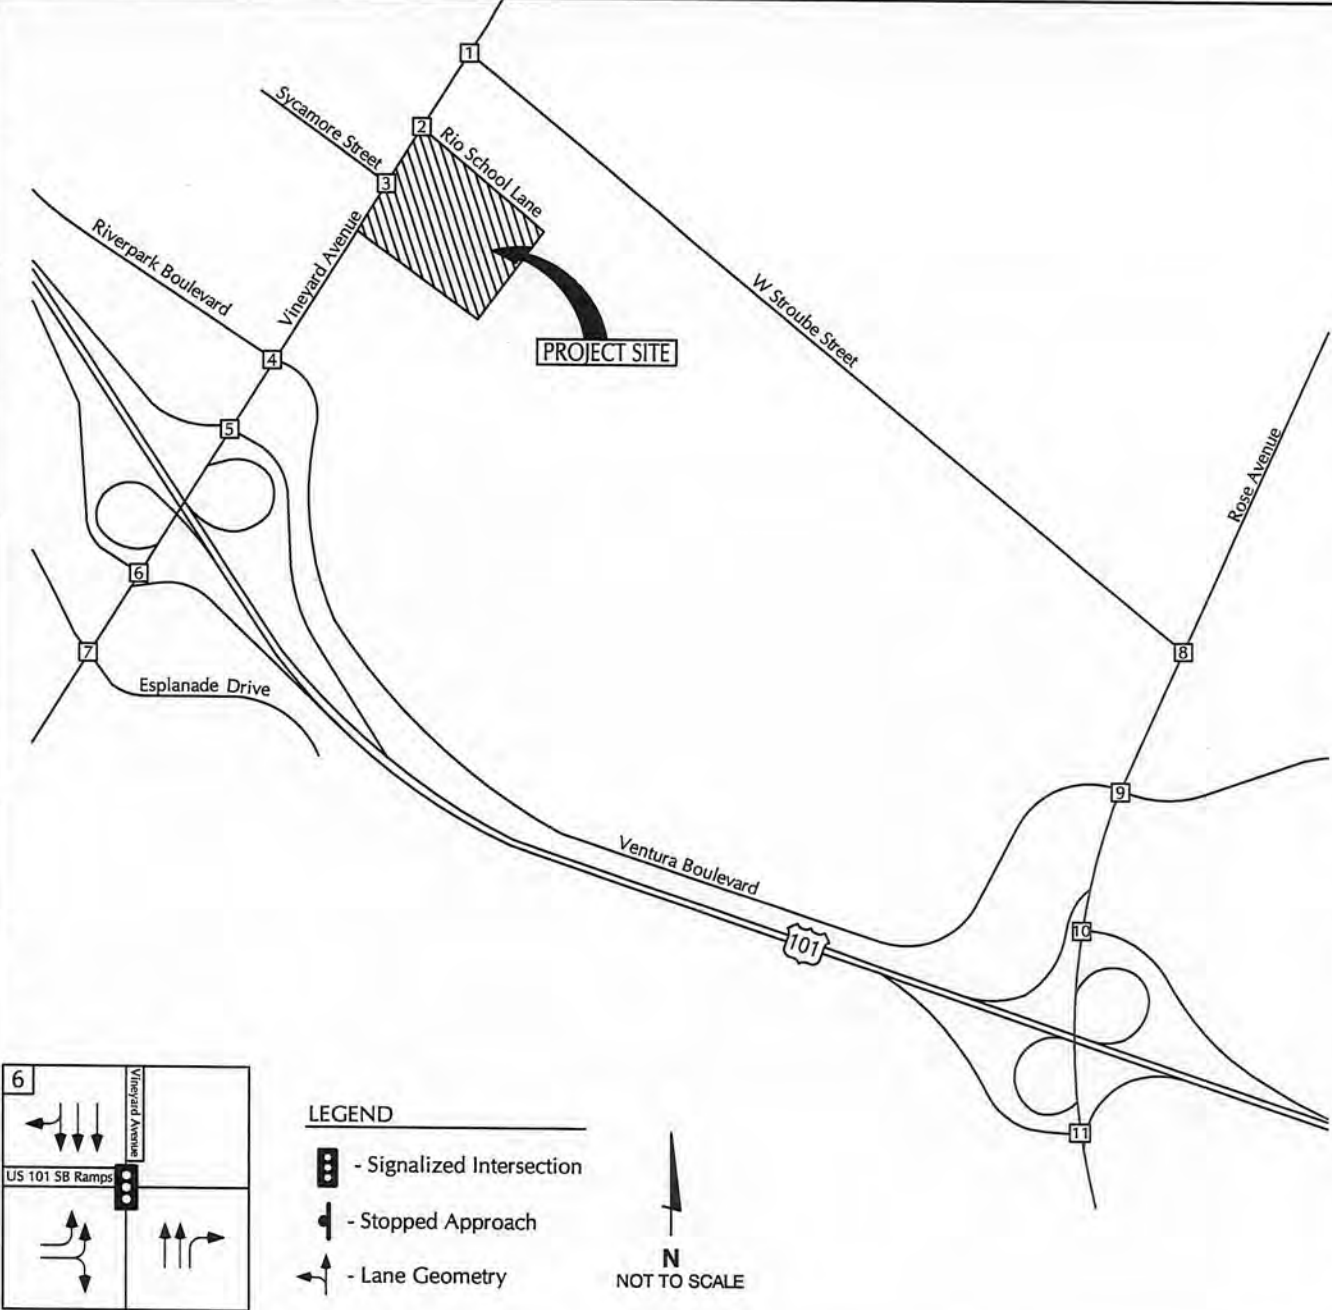 1
2
Sycamore Street
Rio School Lane
3
Riverpark Boulevard
Vineyard Avenue
W Stroube Street
PROJECT SITE
4
5
Rose Avenue
6
7
8
Esplanade Drive
9
Ventura Boulevard
101
10
11
6
Vineyard Avenue
US 101 SB Ramps
LEGEND
- Signalized Intersection
- Stopped Approach
- Lane Geometry
N
NOT TO SCALE